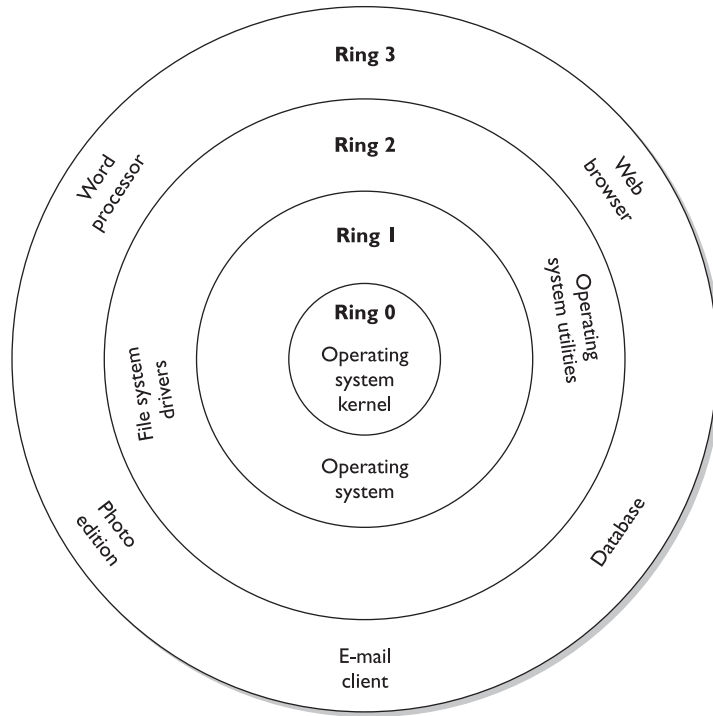 Ring 3
Word
processor
Web
browser
Ring 2
Operating
system utilities
File system
drivers
Ring 1
Ring 0
Operating
system
kernel
Operating
system
Photo
edition
Database
E-mail
client